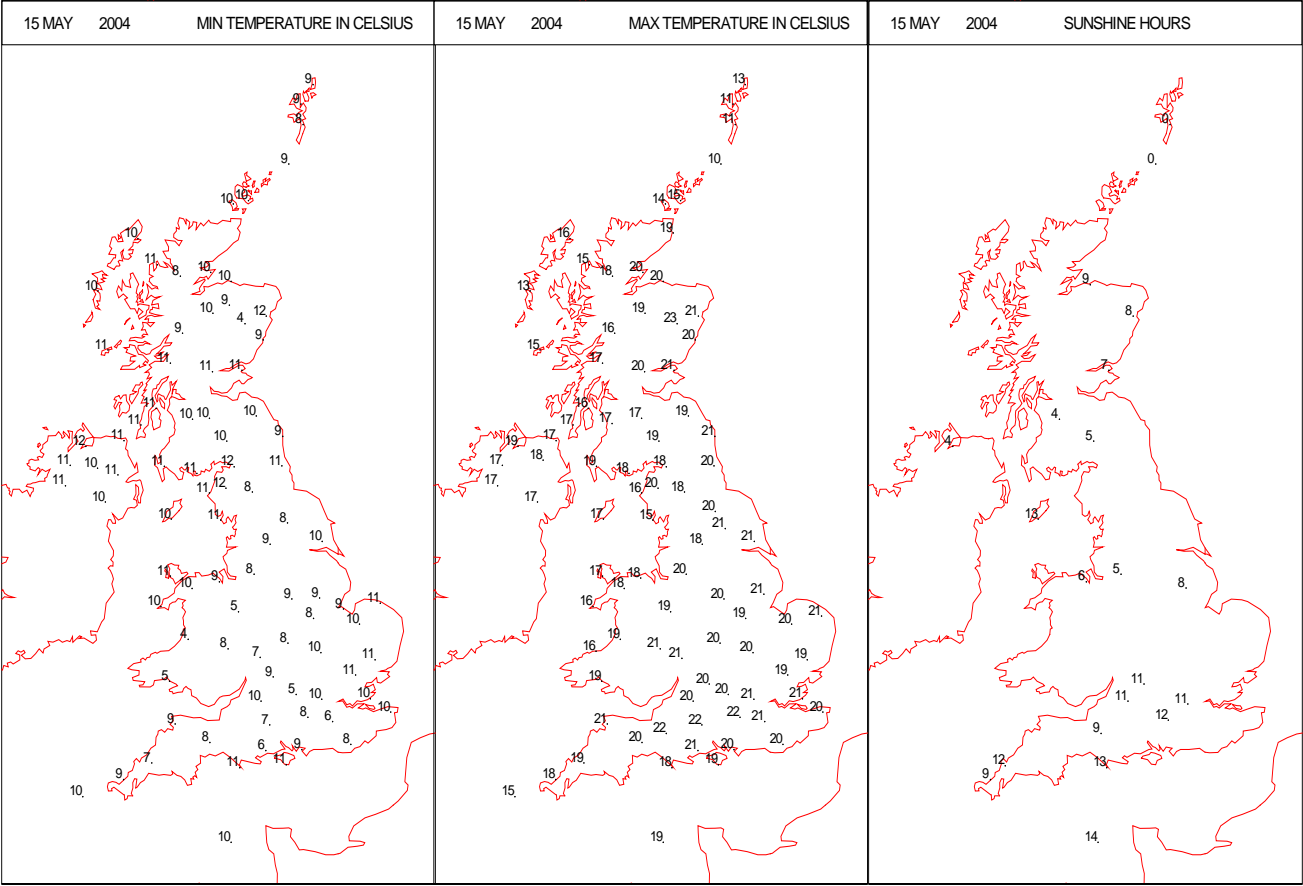 15 MAY 2004 MIN TEMPERATURE IN CELSIUS
9.
9.
8.
9.
10. 10.
10.
11. 8. 10. 10.
10.
10. 9. 4. 12.
9. 9.
11.
11. 11. 11.
11. 11. 10. 10. 10.
12. 11. 10. 9.
11. 10. 11. 11. 11. 12. 11.
11. 10. 11. 12. 8.
10. 11. 8.
9. 10.
11. 10. 9. 8.
10. 5. 9. 9. 8. 9. 10. 11.
4. 8. 7. 8. 10. 11.
5. 9. 11.
10. 5. 10. 10. 10.
9. 7. 8. 6.
8. 6. 9. 8.
7. 11. 11.
9
10.
10.
15 MAY 2004 MAX TEMPERATURE IN CELSIUS
13.
11.
11.
10.
14. 15.
16. 19.
15. 18. 20. 20.
13.
19. 23. 21.
16. 20.
15.
17. 20. 21.
16
17. 17. 17. 19.
19. 17. 19. 21.
17. 18. 19. 18. 18. 20.
17. 17. 16. 20. 18.
17. 15. 20. 21.
18. 21.
17. 18. 18. 20.
16. 19. 20. 21. 19. 20. 21.
16. 19. 21. 21. 20. 20. 19.
19. 20. 19.
20. 20. 21. 21. 20.
21. 22. 22. 22. 21.
20. 21. 20. 20.
19. 18. 19.
18
15.
19.
15 MAY 2004 SUNSHINE HOURS
0.
0.
9.
8.
7.
4.
4. 5.
13.
6. 5. 8.
11.
11. 11.
9. 12.
12. 13.
9
14.